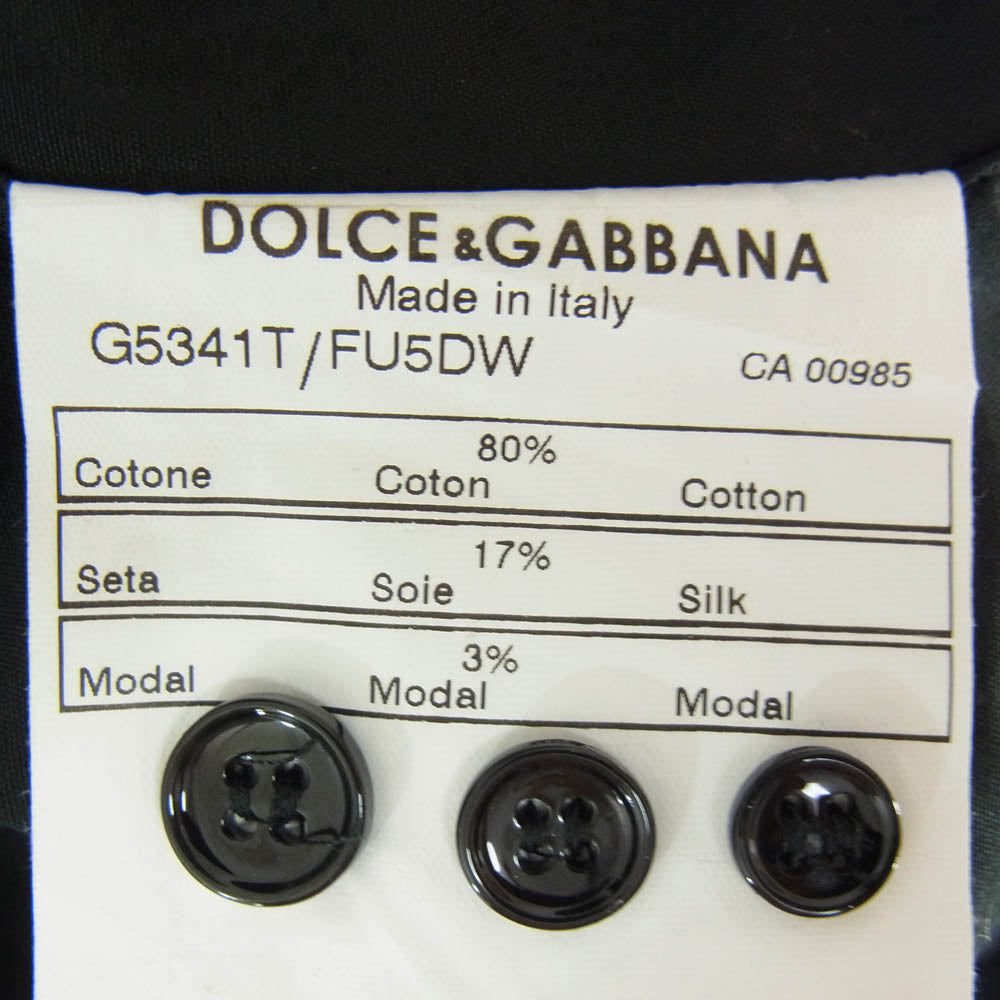 DOLCE &GABBANA
Made in Italy
G5341T/FU5DW CA 00985
80%
Cotone Coton Cotton
17%
Seta Soie Silk
3%
Modal Modal Modal